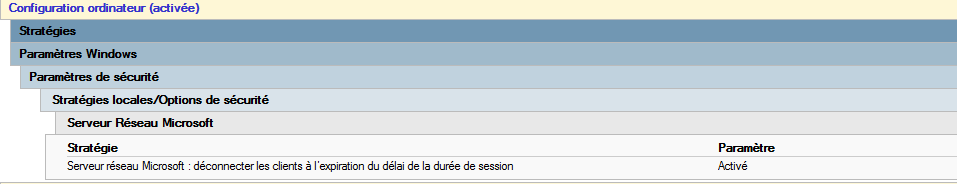 Configuration ordinateur (activée)
Stratégies
Paramètres Windows
Paramètres de sécurité
Stratégies locales/Options de sécurité
Serveur Réseau Microsoft
Stratégie Paramètre
Serveur réseau Microsoft : déconnecter les clients à l'expiration du délai de la durée de session Activé